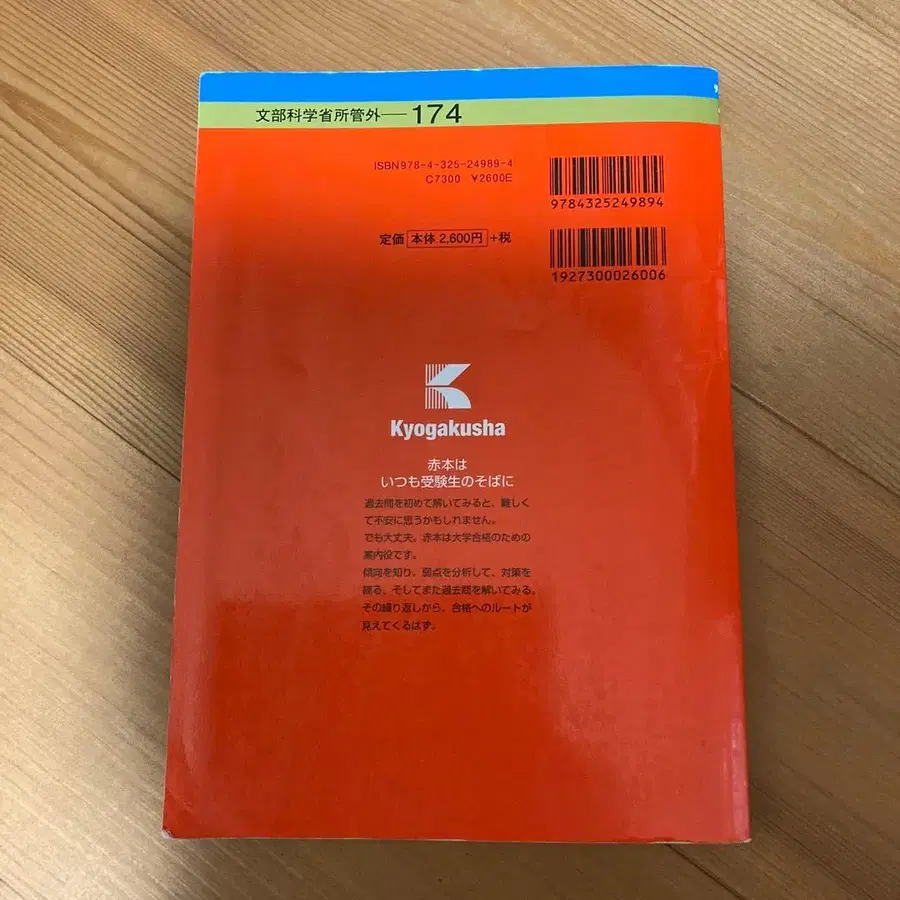 文部科学省所管外―174
ISBN978-4-325-24989-4
C7300 ¥2600E
9784325249894
定価 本体 2,600円 +税
1927300026006
Kyogakusha
赤本は
いつも受験生のそばに
過去問を初めて解いてみると、難しく
て不安に思うかもしれません。
でも大丈夫。赤本は大学合格のための
案内役です。
傾向を知り、弱点を分析して、対策を
練る。そしてまた過去問を解いてみる。
その繰り返しから、合格へのルートが
見えてくるはず。